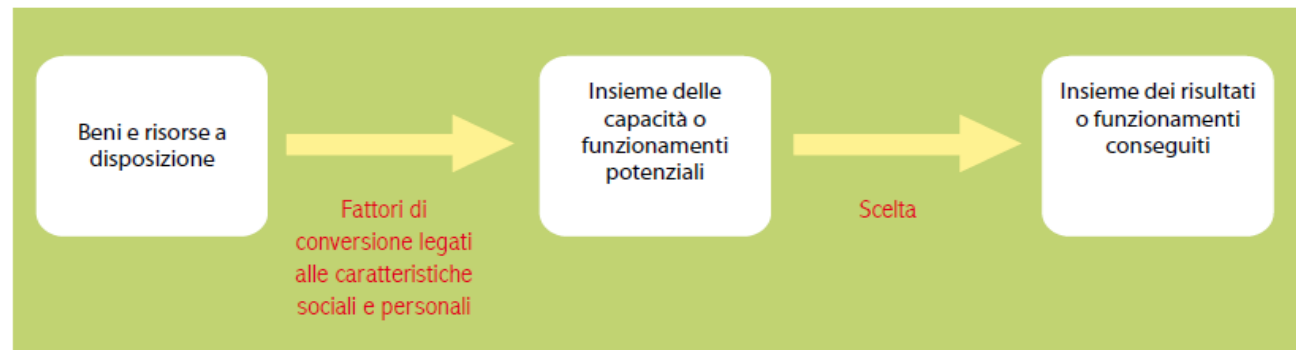 Beni e risorse a
disposizione
Fattori di
conversione legati
alle caratteristiche
sociali e personali
Insieme delle
capacità o
funzionamenti
potenziali
Scelta
Insieme dei risultati
o funzionamenti
conseguiti